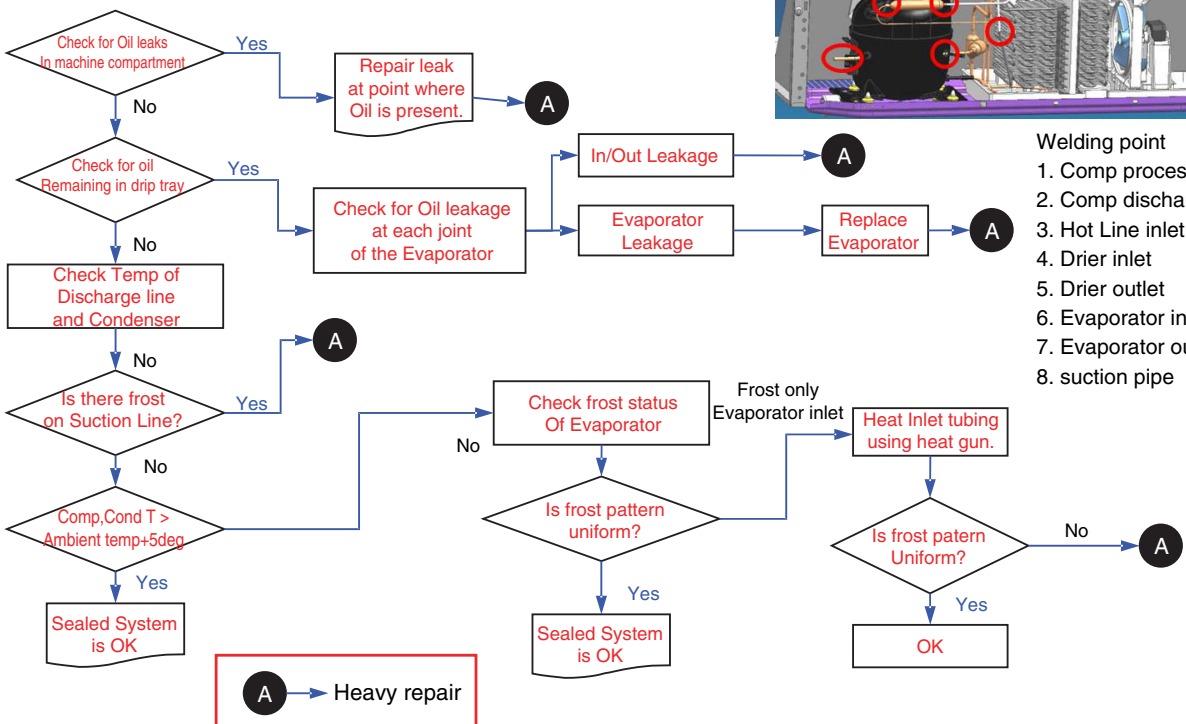 Check for Oil leaks
In machine compartment
Yes
Repair leak
at point where
Oil is present.
A
No
Check for oil
Remaining in drip tray
Yes
Check for Oil leakage
at each joint
of the Evaporator
In/Out Leakage
A
Evaporator
Leakage
Replace
Evaporator
A
Welding point
1. Comp proces
2. Comp discha
3. Hot Line inlet
4. Drier inlet
5. Drier outlet
6. Evaporator in
7. Evaporator ou
8. suction pipe
No
Check Temp of
Discharge line
and Condenser
No
A
Is there frost
on Suction Line?
Yes
No
Comp,Cond T >
Ambient temp+5deg
Yes
Sealed System
is OK
Check frost status
Of Evaporator
No
Frost only
Evaporator inlet
Is frost pattern
uniform?
Yes
Sealed System
is OK
Heat Inlet tubing
using heat gun.
Is frost patern
Uniform?
No
A
Yes
OK
A Heavy repair